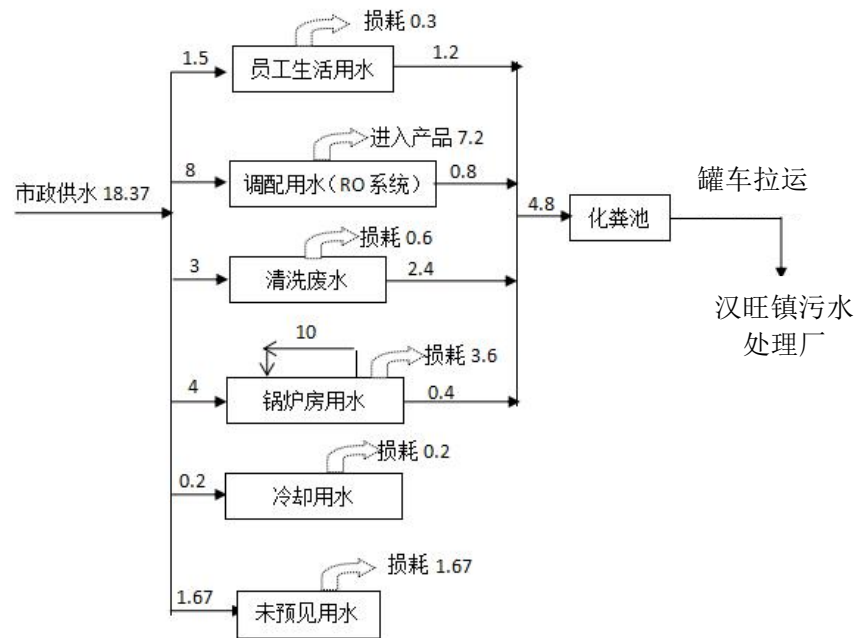 损耗 0.3
1.5
员工生活用水
1.2
进入产品 7.2
8
调配用水（RO 系统）
0.8
市政供水 18.37
4.8
化粪池
罐车拉运
汉旺镇污水
处理厂
损耗 0.6
3
清洗废水
2.4
10
损耗 3.6
4
锅炉房用水
0.4
损耗 0.2
0.2
冷却用水
损耗 1.67
1.67
未预见用水